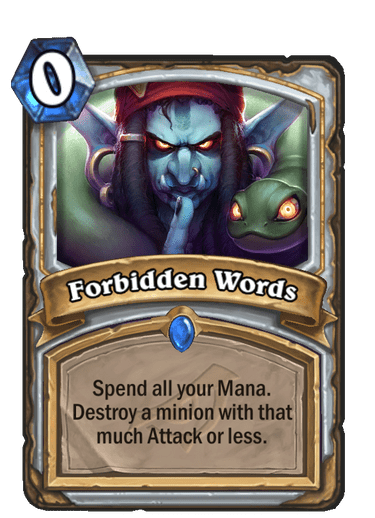 0
Forbidden Words
Spend all your Mana.
Destroy a minion with that
much Attack or less.